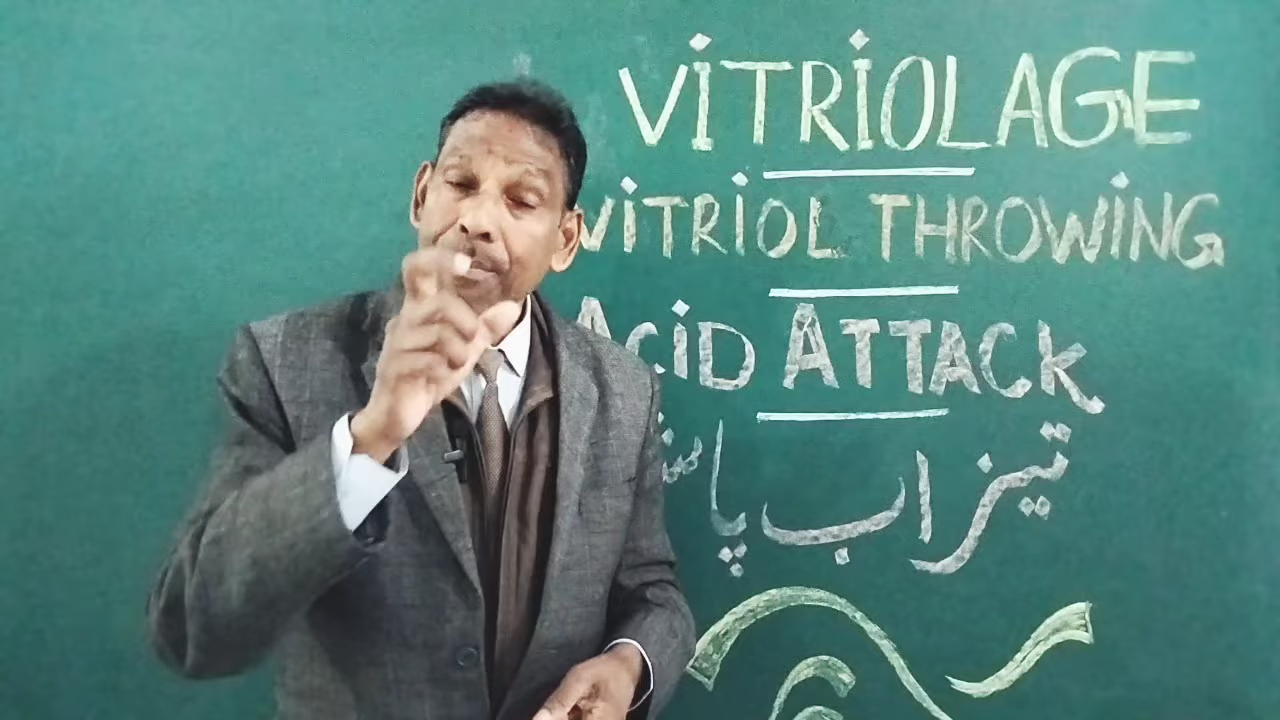 VITRIOLAGE
VITRIOL THROWING
ACID ATTACK
تیزاب